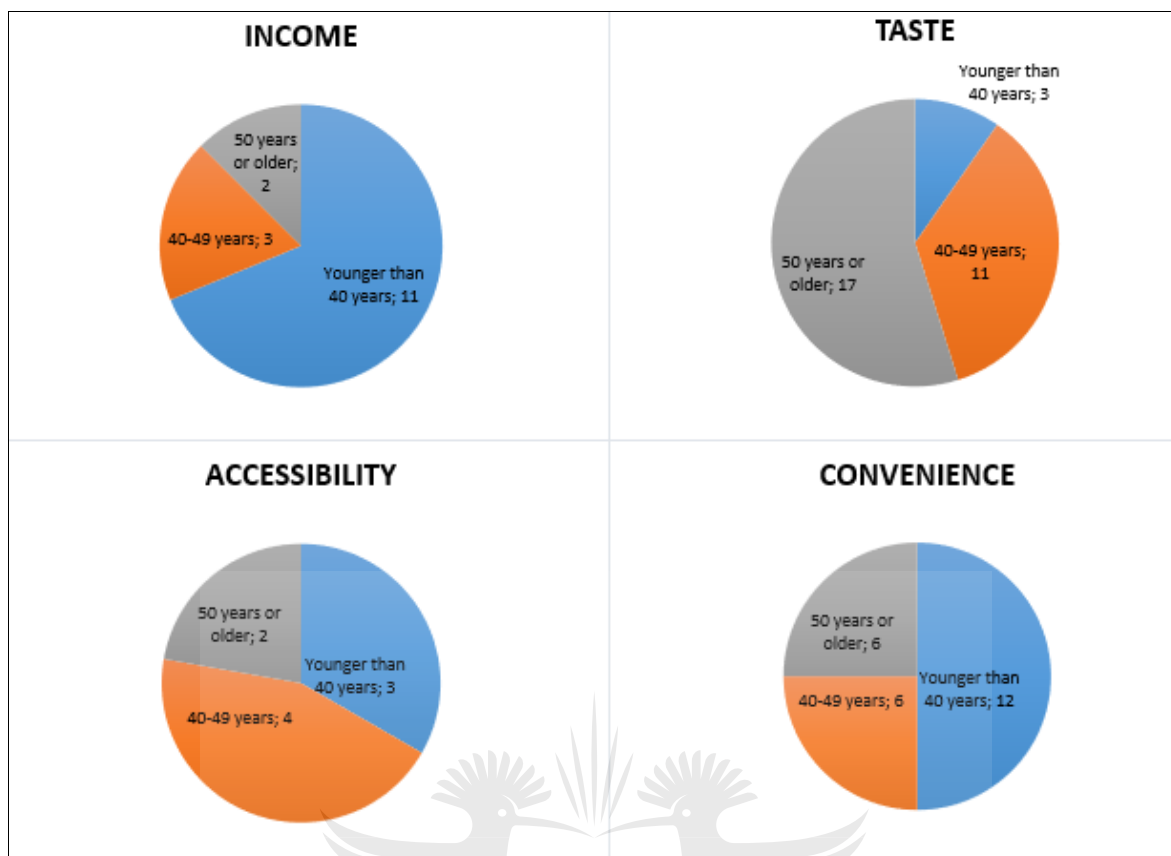 INCOME
50 years
or older;
2
40-49 years; 3
Younger than
40 years; 11
TASTE
Younger than
40 years; 3
40-49 years;
11
50 years or
older; 17
ACCESSIBILITY
50 years or
older; 2
Younger than
40 years; 3
40-49 years; 4
CONVENIENCE
50 years or
older; 6
Younger than
40 years; 12
40-49 years; 6